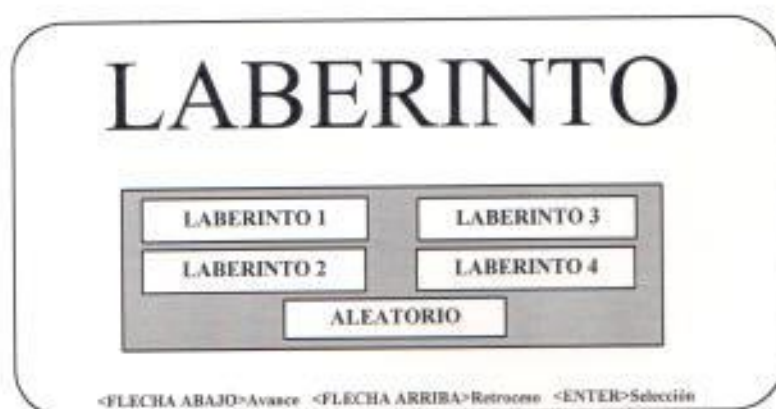 LABERINTO
LABERINTO 1 LABERINTO 3
LABERINTO 2 LABERINTO 4
ALEATORIO
<FLECHA ABAJO>Avance <FLECHA ARRIBA>Retroceso <ENTER>Selección